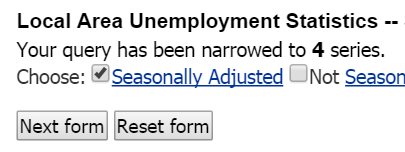 Local Area Unemployment Statistics --
Your query has been narrowed to 4 series.
Choose: Seasonally Adjusted Not Season
Next form Reset form